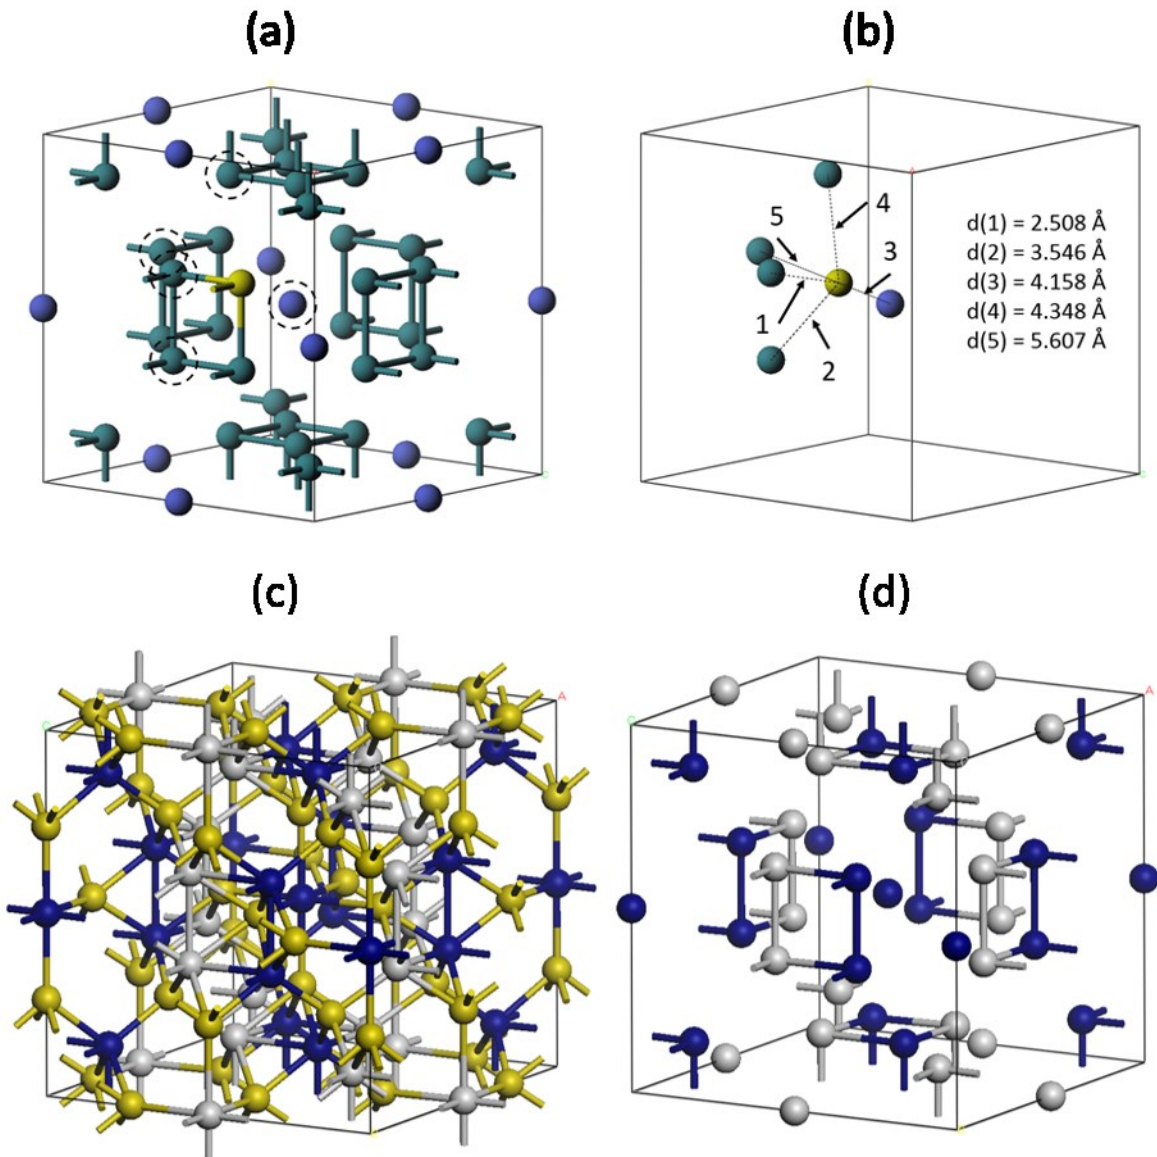 (a)
(b)
A
5
4
3
1
2
d(1) = 2.508 Å
d(2) = 3.546 Å
d(3) = 4.158 Å
d(4) = 4.348 Å
d(5) = 5.607 Å
(c)
(d)
A
A